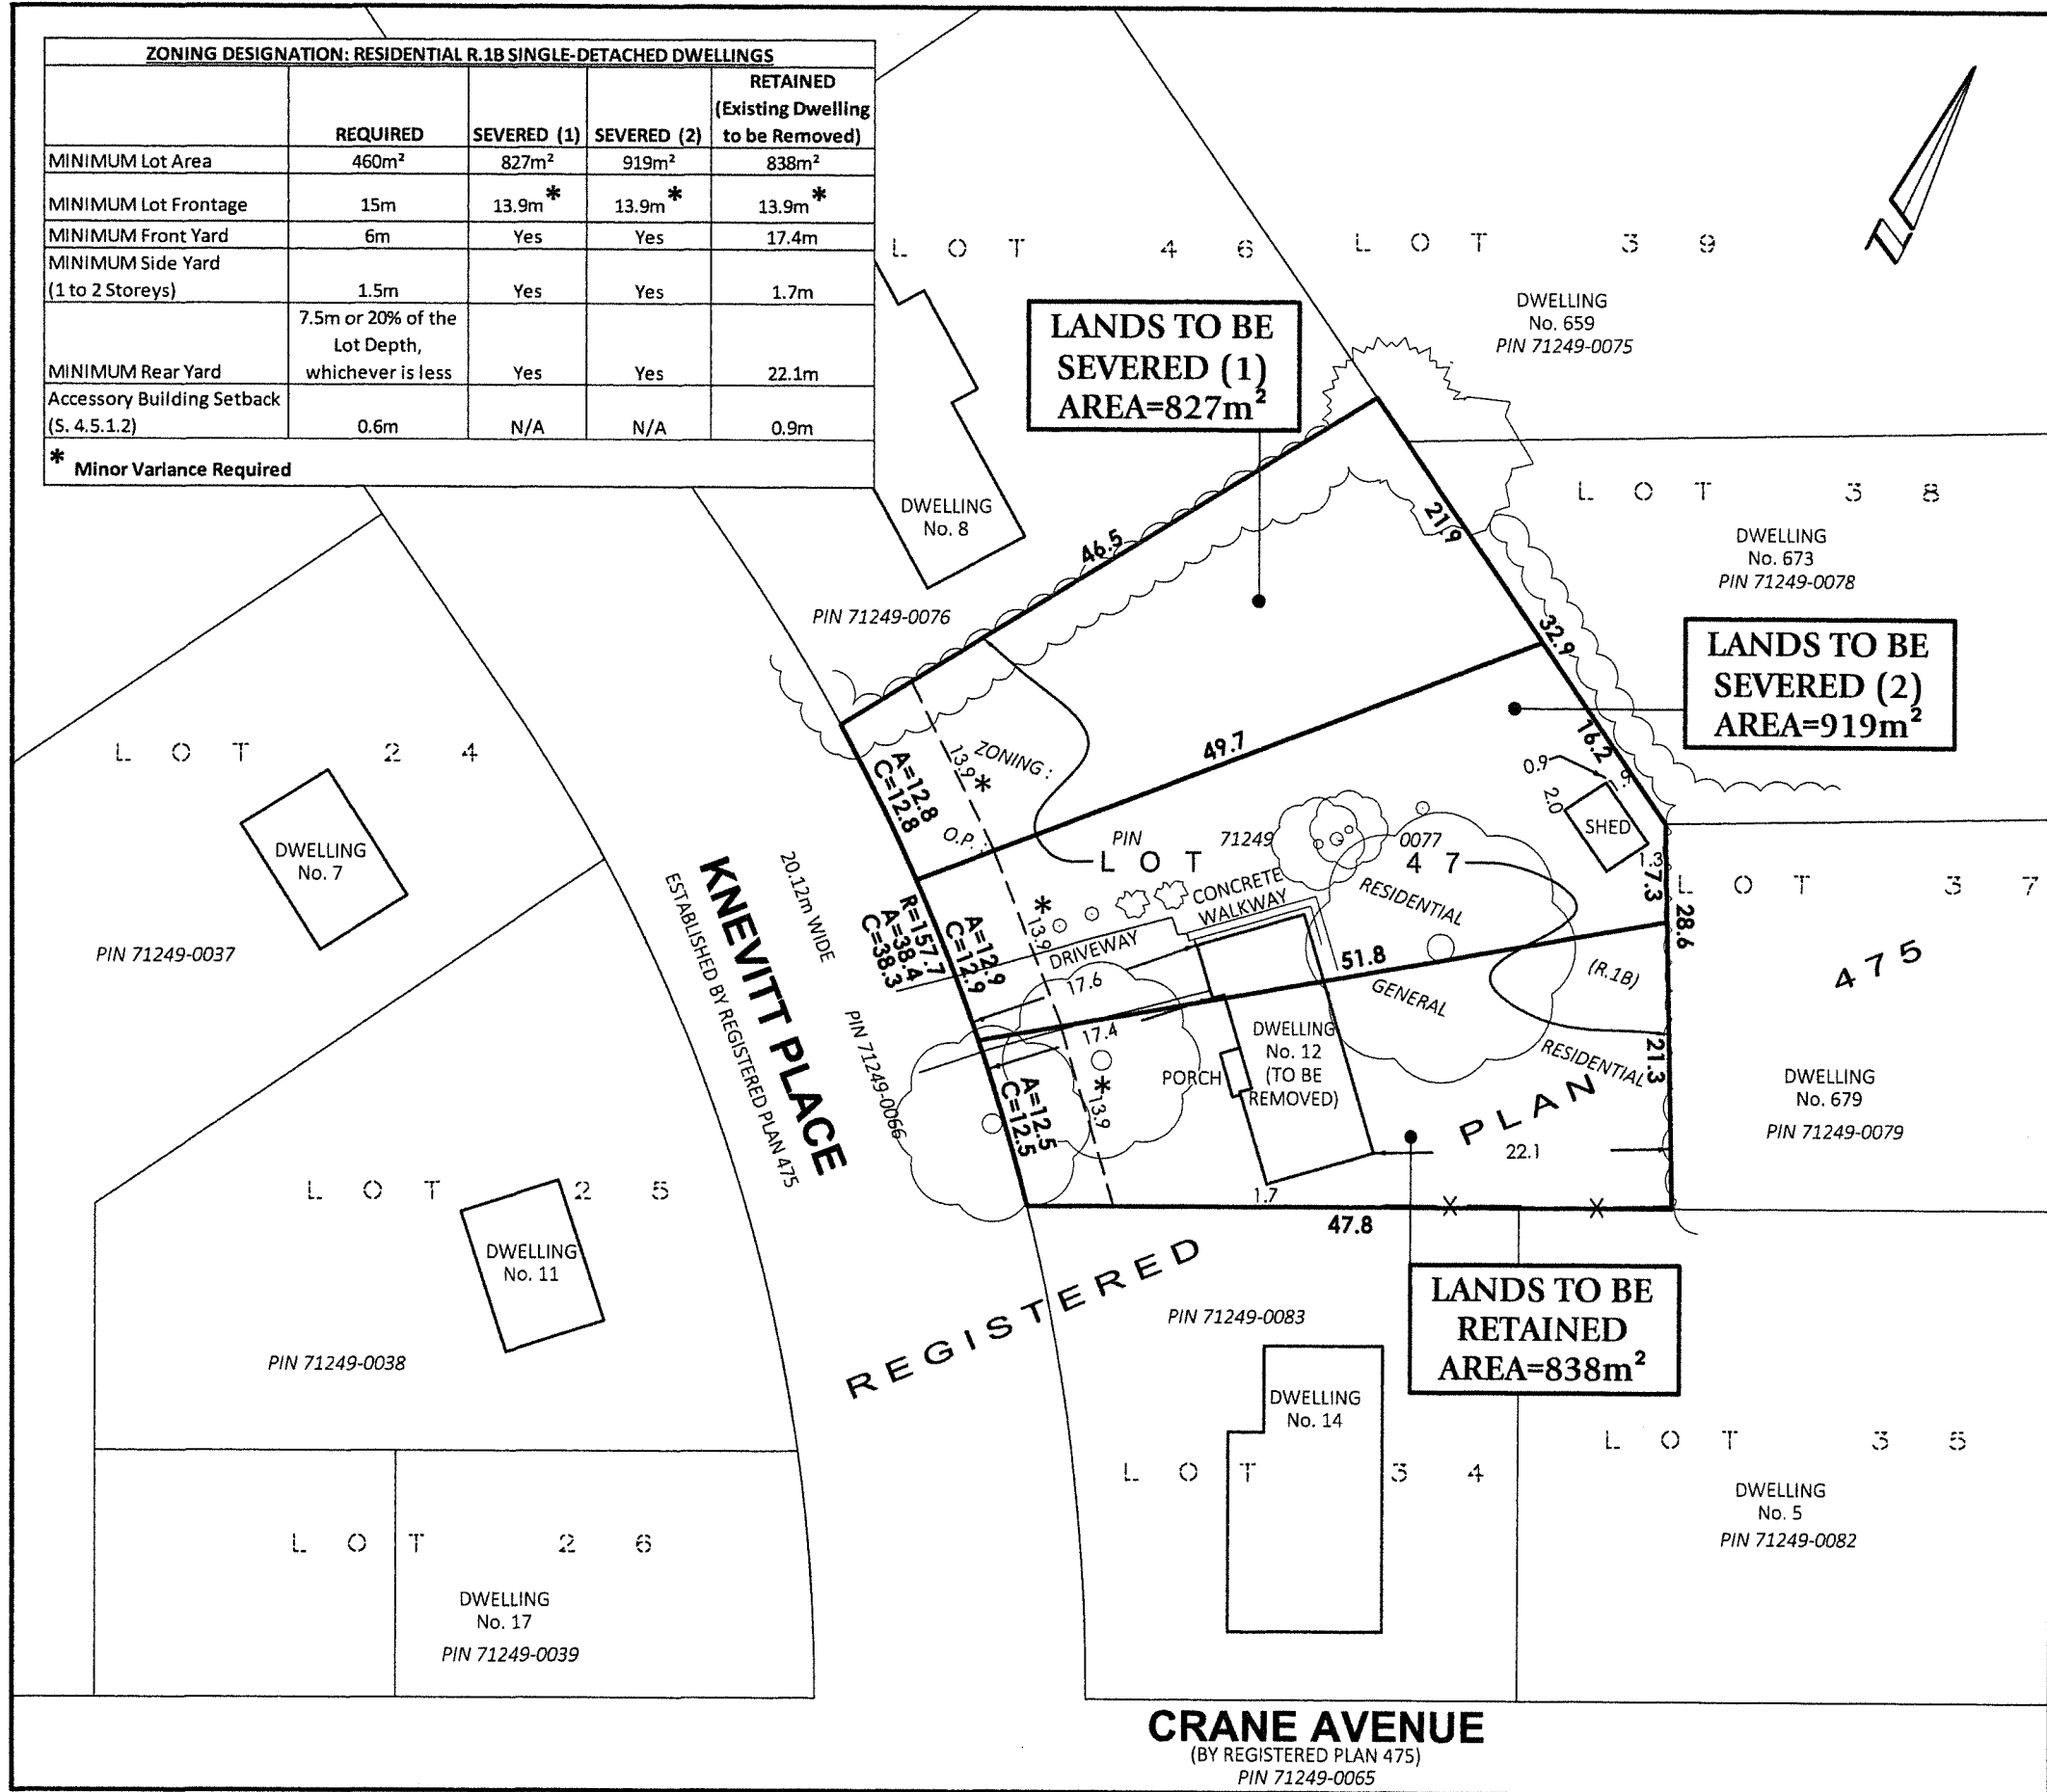 ZONING DESIGNATION: RESIDENTIAL R.1B SINGLE-DETACHED DWELLINGS
REQUIRED SEVERED (1) SEVERED (2) RETAINED (Existing Dwelling to be Removed)
MINIMUM Lot Area 460m² 827m² 919m² 838m²
MINIMUM Lot Frontage 15m 13.9m* 13.9m* 13.9m*
MINIMUM Front Yard 6m Yes Yes 17.4m
MINIMUM Side Yard
(1 to 2 Storeys) 1.5m Yes Yes 1.7m
7.5m or 20% of the
Lot Depth,
MINIMUM Rear Yard whichever is less Yes Yes 22.1m
Accessory Building Setback
(S. 4.5.1.2) 0.6m N/A N/A 0.9m
* Minor Variance Required
LOT 46
LOT 39
DWELLING
No. 659
PIN 71249-0075
LANDS TO BE
SEVERED (1)
AREA=827m²
LOT 38
DWELLING
No. 673
PIN 71249-0078
DWELLING
No. 8
PIN 71249-0076
46.5
21.9
32.9
LANDS TO BE
SEVERED (2)
AREA=919m²
16.2
49.7
LOT 24
DWELLING
No. 7
PIN 71249-0037
A=12.8
C=12.8
13.9*
ZONING :
O.P. :
PIN 71249 0077
LOT 47
0.9
2.0
SHED
1.3
17.3
28.6
LOT 37
475
KNEVITT PLACE
ESTABLISHED BY REGISTERED PLAN 475
20.12m WIDE
PIN 71249-0066
R=157.7
A=38.4
C=38.3
A=12.9
C=12.9
*13.9
CONCRETE
WALKWAY
DRIVEWAY
RESIDENTIAL
(R.1B)
51.8
GENERAL
RESIDENTIAL
17.6
17.4
DWELLING
No. 12
(TO BE
REMOVED)
PORCH
A=12.5
C=12.5
*13.9
21.3
PLAN
22.1
1.7
47.8
DWELLING
No. 679
PIN 71249-0079
LOT 25
DWELLING
No. 11
PIN 71249-0038
REGISTERED
PIN 71249-0083
LANDS TO BE
RETAINED
AREA=838m²
DWELLING
No. 14
LOT 34
LOT 35
DWELLING
No. 5
PIN 71249-0082
LOT 26
DWELLING
No. 17
PIN 71249-0039
CRANE AVENUE
(BY REGISTERED PLAN 475)
PIN 71249-0065